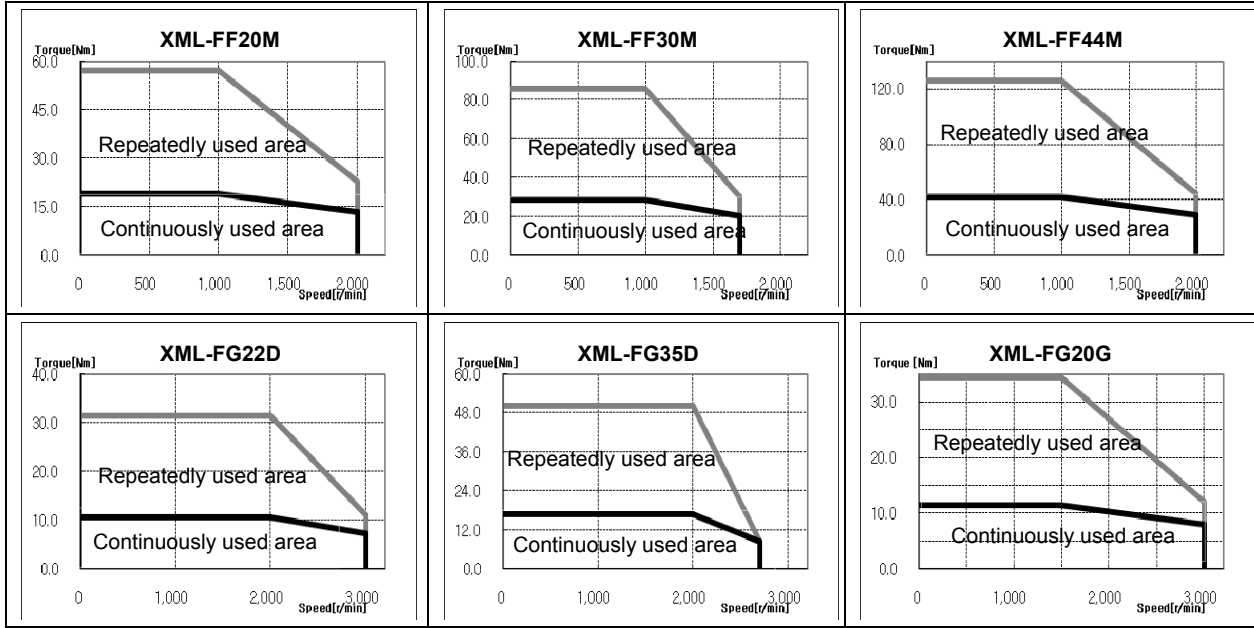 XML-FF20M
Torque[Nm]
60.0
45.0
30.0
15.0
0.0
Repeatedly used area
Continuously used area
0 500 1,000 1,500 2,000
Speed[r/min]
XML-FF30M
Torque[Nm]
100.0
80.0
60.0
40.0
20.0
0.0
Repeatedly used area
Continuously used area
0 500 1,000 1,500 2,000
Speed[r/min]
XML-FF44M
Torque[Nm]
120.0
80.0
40.0
0.0
Repeatedly used area
Continuously used area
0 500 1,000 1,500 2,000
Speed[r/min]
XML-FG22D
Torque[Nm]
40.0
30.0
20.0
10.0
0.0
Repeatedly used area
Continuously used area
0 1,000 2,000 3,000
Speed[r/min]
XML-FG35D
Torque[Nm]
60.0
48.0
36.0
24.0
12.0
0.0
Repeatedly used area
Continuously used area
0 1,000 2,000 3,000
Speed[r/min]
XML-FG20G
Torque [Nm]
30.0
20.0
10.0
0.0
Repeatedly used area
Continuously used area
0 1,000 2,000 3,000
Speed[r/min]